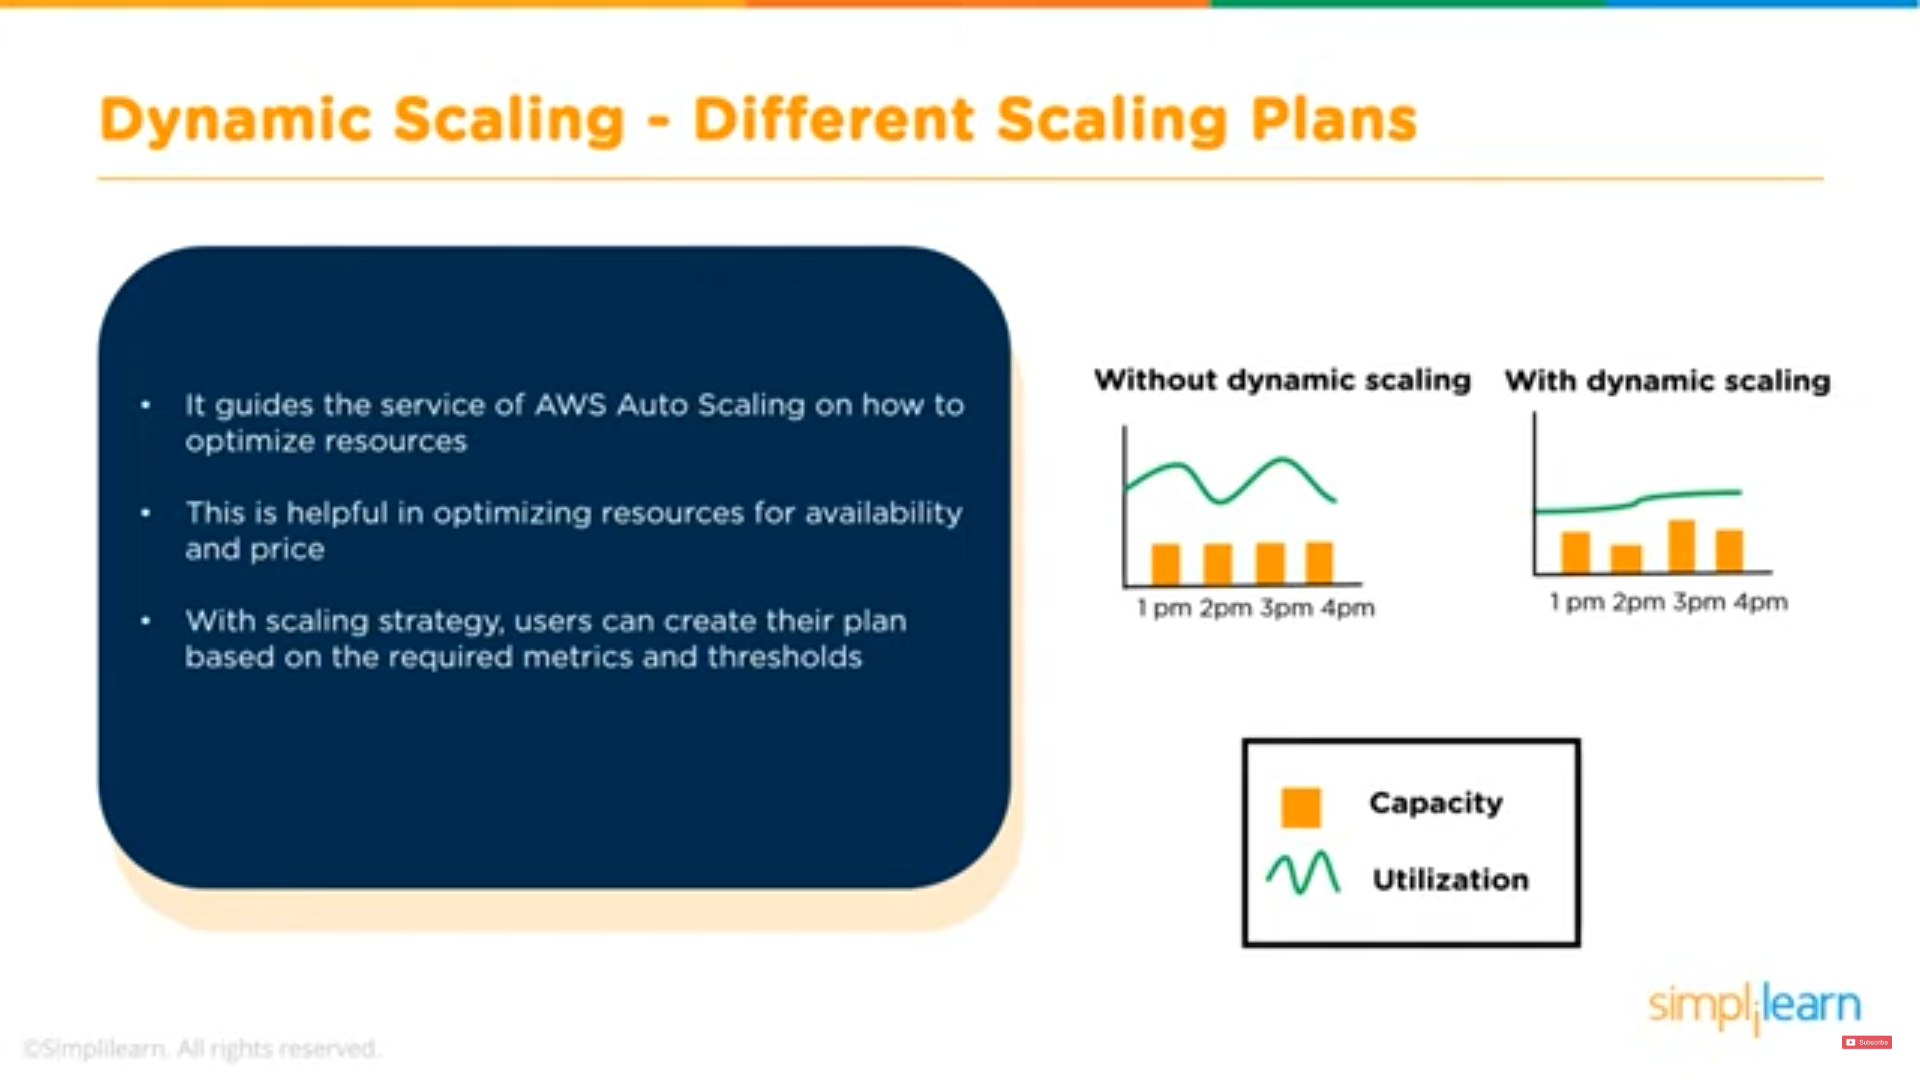 Dynamic Scaling - Different Scaling Plans
• It guides the service of AWS Auto Scaling on how to
optimize resources
• This is helpful in optimizing resources for availability
and price
• With scaling strategy, users can create their plan
based on the required metrics and thresholds
Without dynamic scaling
1 pm 2pm 3pm 4pm
With dynamic scaling
1 pm 2pm 3pm 4pm
Capacity
Utilization
simplilearn
Subscribe
©Simplilearn. All rights reserved.